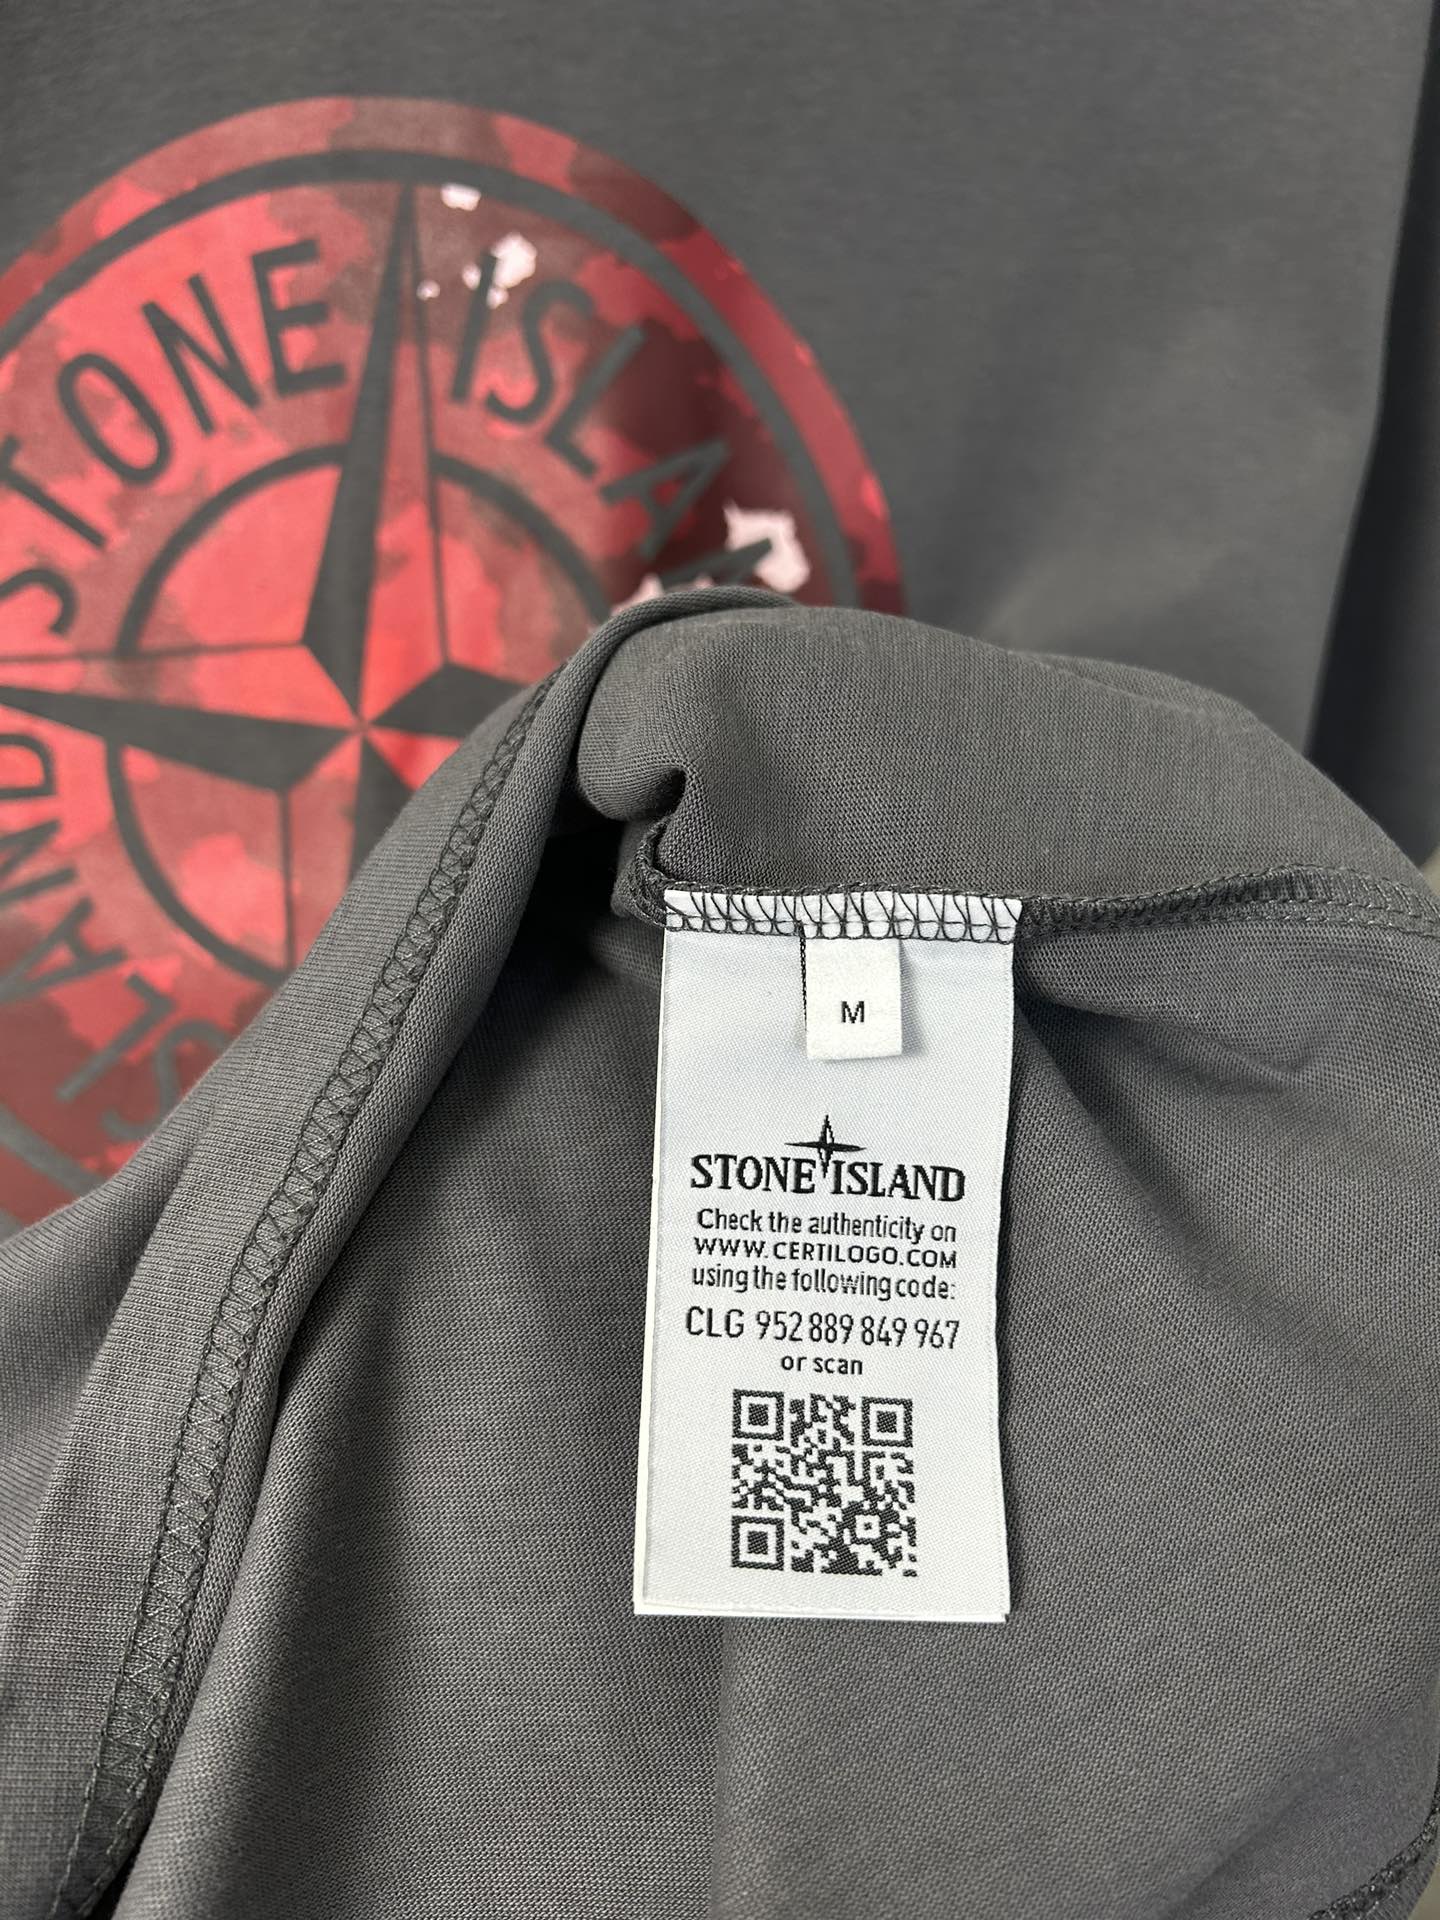 STONE ISLAND
ISLAND
M
STONE ISLAND
Check the authenticity on
WWW.CERTILOGO.COM
using the following code:
CLG 952 889 849 967
or scan